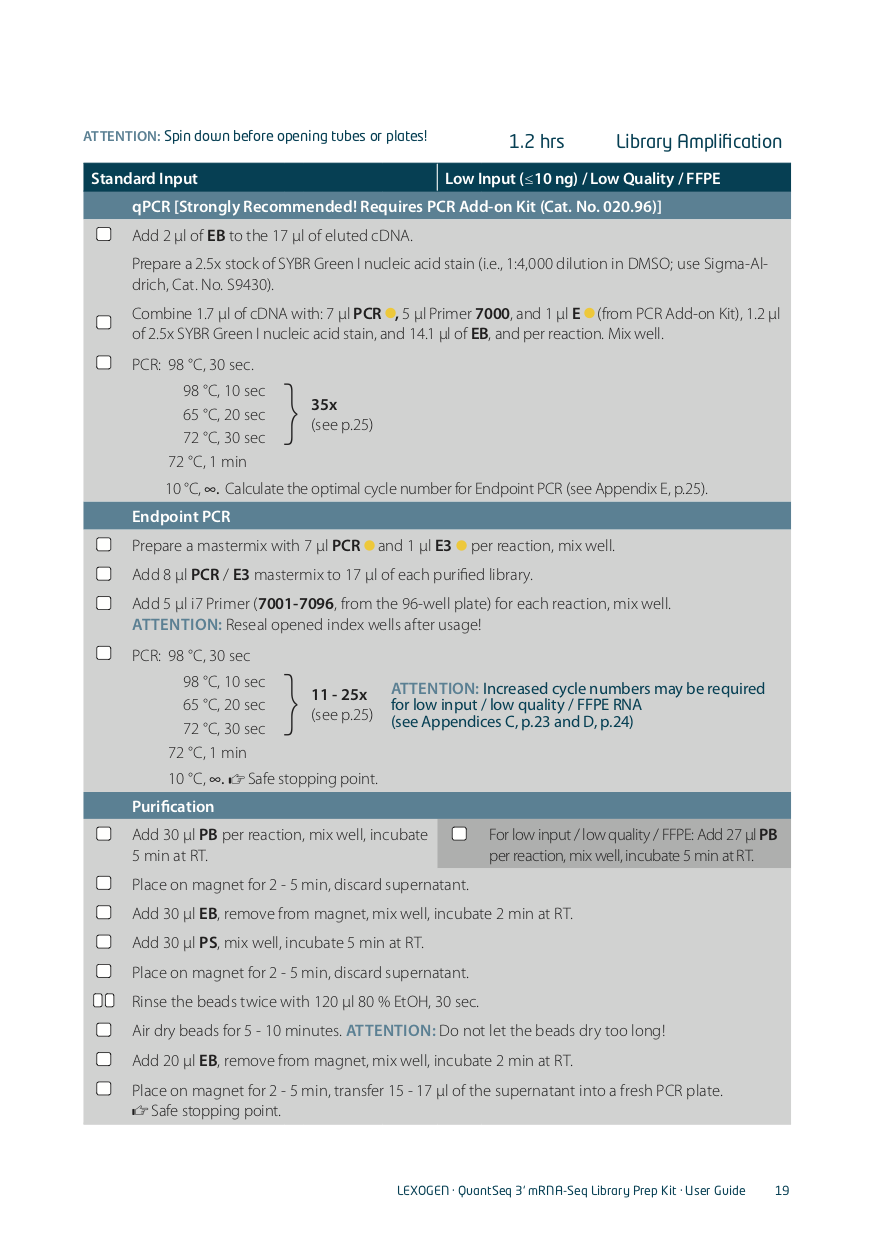 ATTENTION: Spin down before opening tubes or plates!
1.2 hrs
Library Amplification
Standard Input
Low Input (≤10 ng) / Low Quality / FFPE
qPCR [Strongly Recommended! Requires PCR Add-on Kit (Cat. No. 020.96)]
Add 2 µl of EB to the 17 µl of eluted cDNA.
Prepare a 2.5x stock of SYBR Green I nucleic acid stain (i.e., 1:4,000 dilution in DMSO; use Sigma-Al-
drich, Cat. No. S9430).
Combine 1.7 µl of cDNA with: 7 µl PCR , 5 µl Primer 7000, and 1 µl E (from PCR Add-on Kit), 1.2 µl
of 2.5x SYBR Green I nucleic acid stain, and 14.1 µl of EB, and per reaction. Mix well.
PCR: 98 °C, 30 sec.
98 °C, 10 sec
65 °C, 20 sec
72 °C, 30 sec
35x
(see p.25)
72 °C, 1 min
10 °C, ∞. Calculate the optimal cycle number for Endpoint PCR (see Appendix E, p.25).
Endpoint PCR
Prepare a mastermix with 7 µl PCR and 1 µl E3 per reaction, mix well.
Add 8 µl PCR / E3 mastermix to 17 µl of each purified library.
Add 5 µl i7 Primer (7001-7096, from the 96-well plate) for each reaction, mix well.
ATTENTION: Reseal opened index wells after usage!
PCR: 98 °C, 30 sec
98 °C, 10 sec
65 °C, 20 sec
72 °C, 30 sec
11 - 25x
(see p.25)
ATTENTION: Increased cycle numbers may be required
for low input / low quality / FFPE RNA
(see Appendices C, p.23 and D, p.24)
72 °C, 1 min
10 °C, ∞. ☞ Safe stopping point.
Purification
Add 30 µl PB per reaction, mix well, incubate
5 min at RT.
For low input / low quality / FFPE: Add 27 µl PB
per reaction, mix well, incubate 5 min at RT.
Place on magnet for 2 - 5 min, discard supernatant.
Add 30 µl EB, remove from magnet, mix well, incubate 2 min at RT.
Add 30 µl PS, mix well, incubate 5 min at RT.
Place on magnet for 2 - 5 min, discard supernatant.
Rinse the beads twice with 120 µl 80 % EtOH, 30 sec.
Air dry beads for 5 - 10 minutes. ATTENTION: Do not let the beads dry too long!
Add 20 µl EB, remove from magnet, mix well, incubate 2 min at RT.
Place on magnet for 2 - 5 min, transfer 15 - 17 µl of the supernatant into a fresh PCR plate.
☞ Safe stopping point.
LEXOGEN · QuantSeq 3′ mRNA-Seq Library Prep Kit · User Guide 19